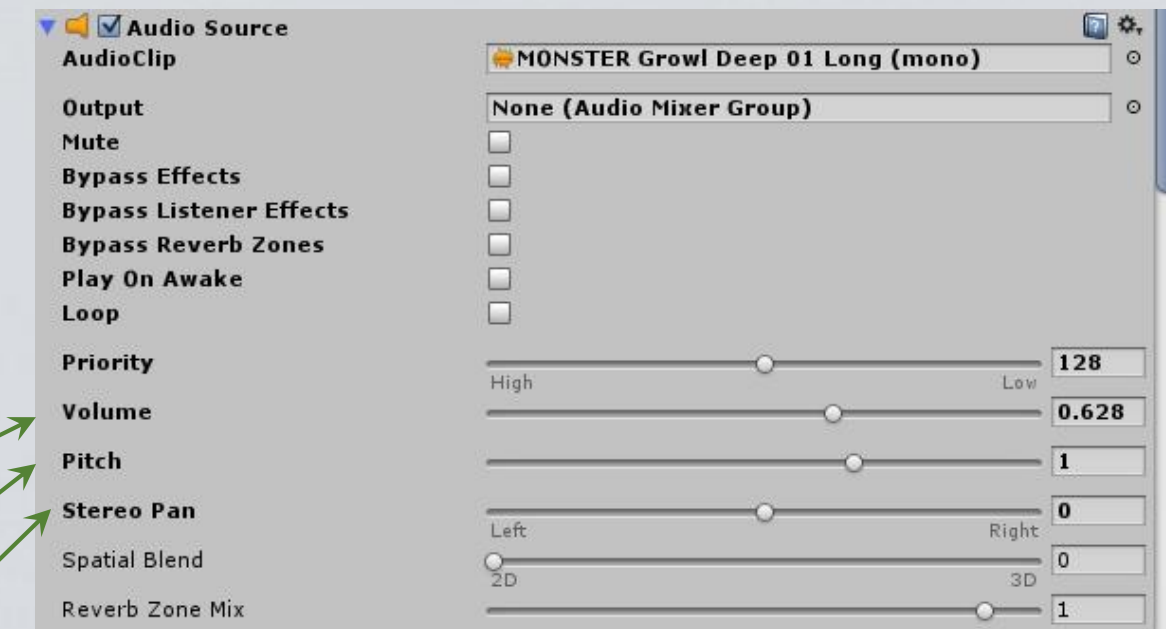 Audio Source
AudioClip MONSTER Growl Deep 01 Long (mono)
Output None (Audio Mixer Group)
Mute
Bypass Effects
Bypass Listener Effects
Bypass Reverb Zones
Play On Awake
Loop
Priority 128
High Low
Volume 0.628
Pitch 1
Stereo Pan 0
Left Right
Spatial Blend 0
2D 3D
Reverb Zone Mix 1